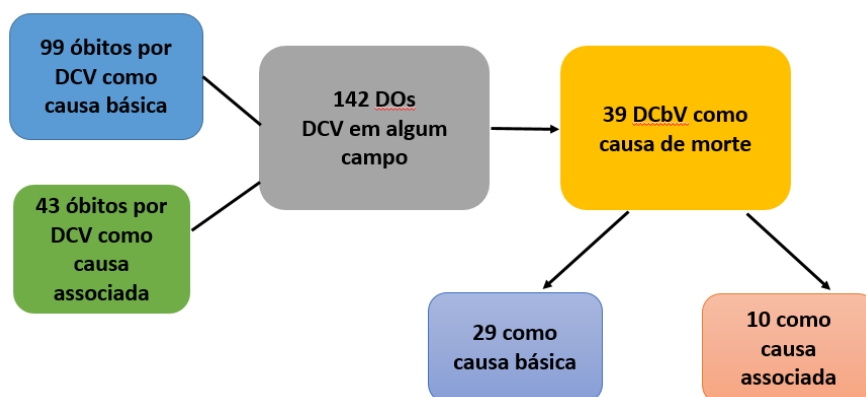 99 óbitos por
DCV como
causa básica
43 óbitos por
DCV como
causa
associada
142 DOs
DCV em algum
campo
39 DCbV como
causa de morte
29 como
causa básica
10 como
causa
associada